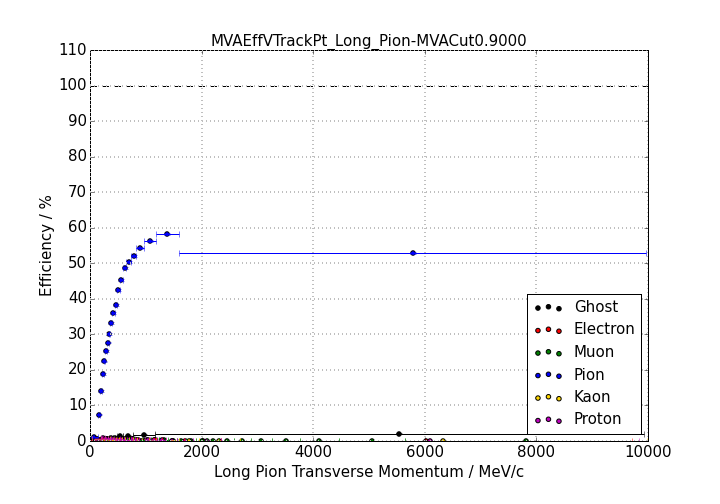 MVAEffVTrackPt_Long_Pion-MVACut0.9000
110
100
90
80
70
60
50
40
30
20
10
0
Efficiency / %
Ghost
Electron
Muon
Pion
Kaon
Proton
0 2000 4000 6000 8000 10000
Long Pion Transverse Momentum / MeV/c